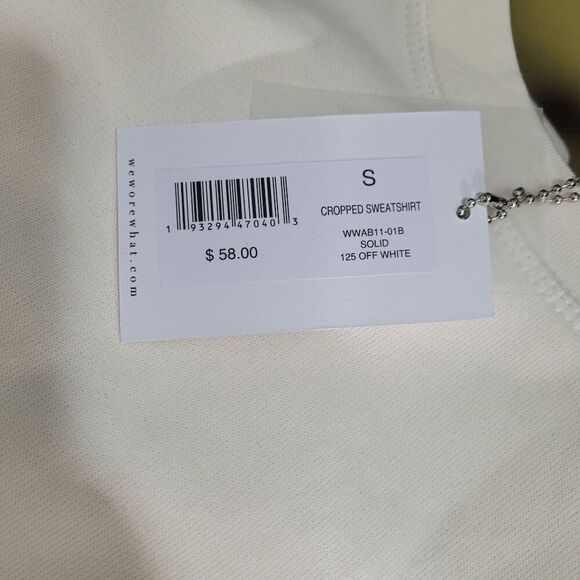 weworewhat.com
S
CROPPED SWEATSHIRT
WWAB11-01B
SOLID
125 OFF WHITE
1 93294 47040 3
$ 58.00